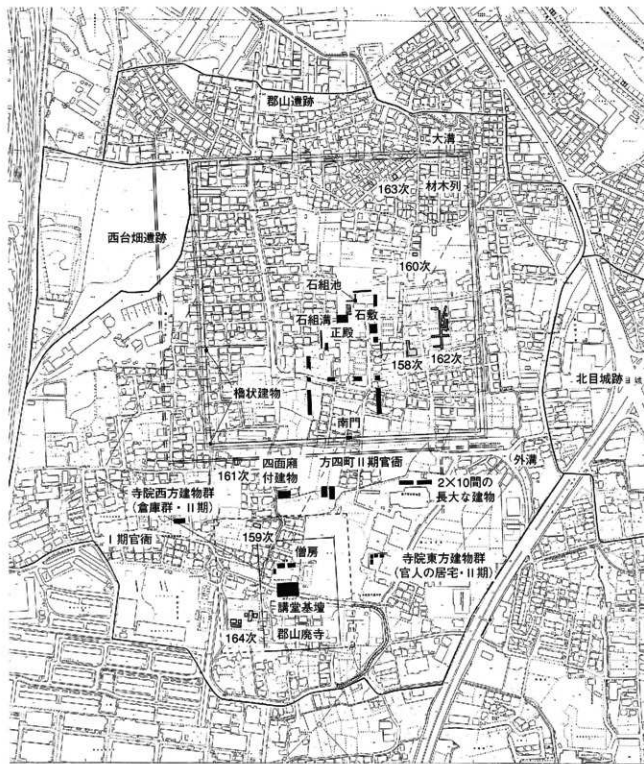 郡山遺跡
大溝
163次
材木列
西台畑遺跡
160次
石組池
石組溝
石敷
正殿
158次
162次
北目城跡
櫓状建物
南門
外溝
161次
四面廂
付建物
方四町Ⅱ期官衙
2×10間の
長大な建物
寺院西方建物群
(倉庫群・Ⅱ期)
Ⅰ期官衙
159次
僧房
寺院東方建物群
(官人の居宅・Ⅱ期)
講堂基壇
164次
郡山廃寺